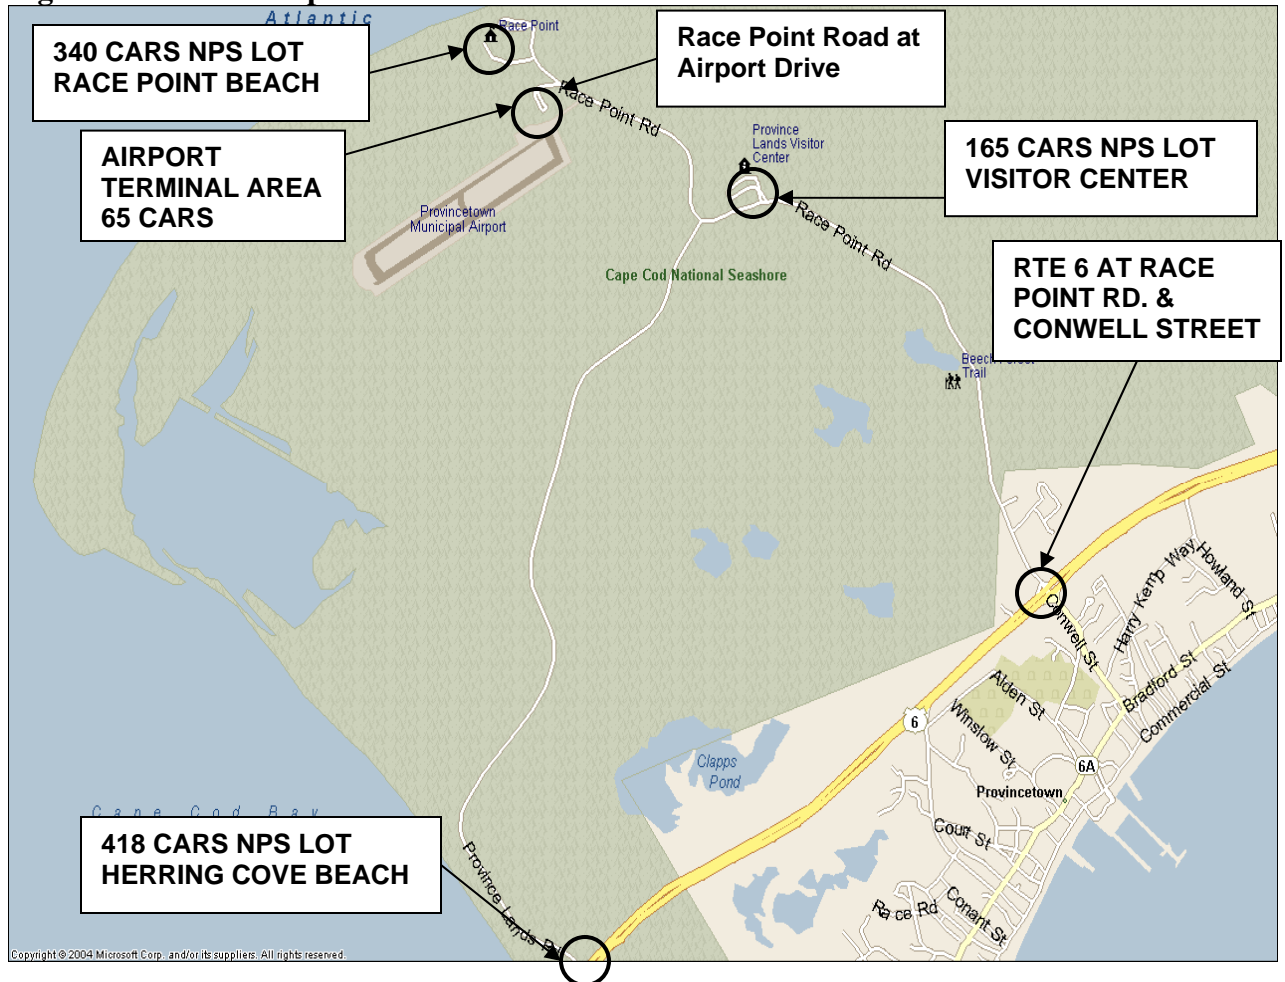 Atlantic
Race Point
340 CARS NPS LOT
RACE POINT BEACH
Race Point Road at
Airport Drive
Race Point Rd
AIRPORT
TERMINAL AREA
65 CARS
Province
Lands Visitor
Center
165 CARS NPS LOT
VISITOR CENTER
Provincetown
Municipal Airport
Race Point Rd
Cape Cod National Seashore
RTE 6 AT RACE
POINT RD. &
CONWELL STREET
Trail
Harry Kemp Way
Howland St
Conwell St
Bradford St
Commercial St
Alden St
Winslow St
6
6A
Clapps
Pond
Provincetown
Court St
Race Rd
Conant St
Cape Cod Bay
418 CARS NPS LOT
HERRING COVE BEACH
Province Lands
Copyright © 2004 Microsoft Corp. and/or its suppliers. All rights reserved.